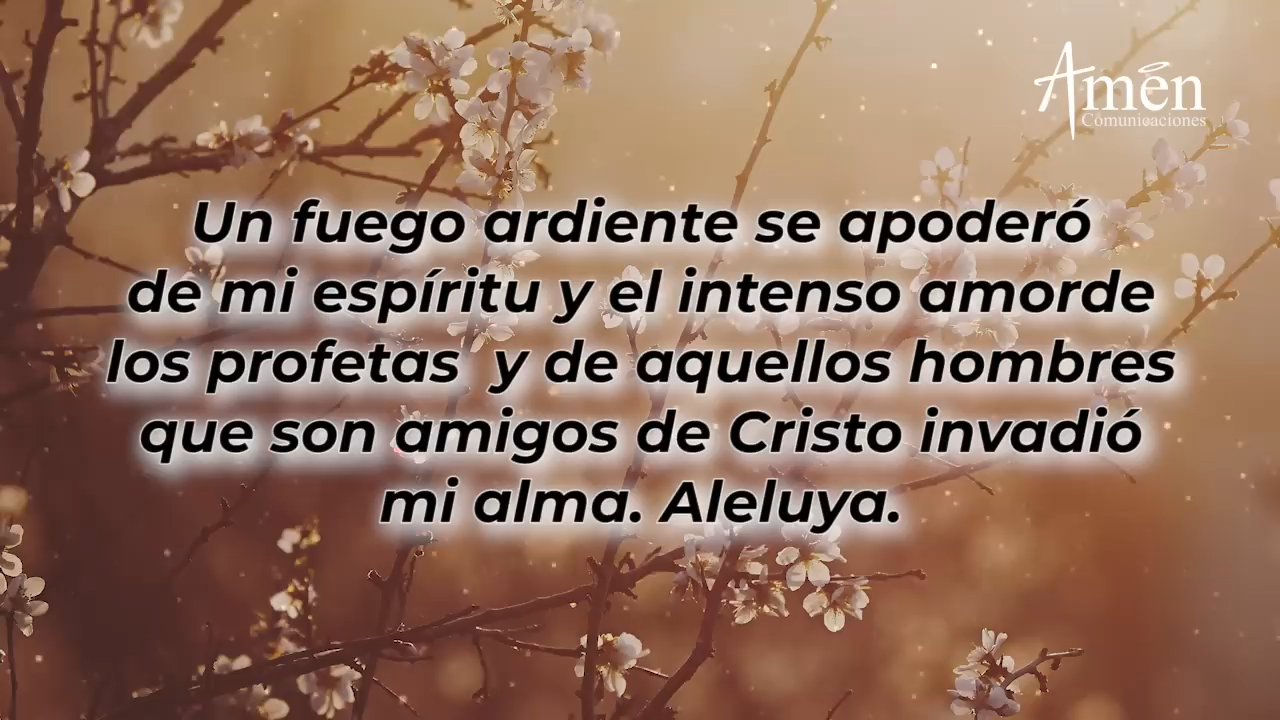 Amén
Comunicaciones
Un fuego ardiente se apoderó
de mi espíritu y el intenso amorde
los profetas  y de aquellos hombres
que son amigos de Cristo invadió
mi alma. Aleluya.